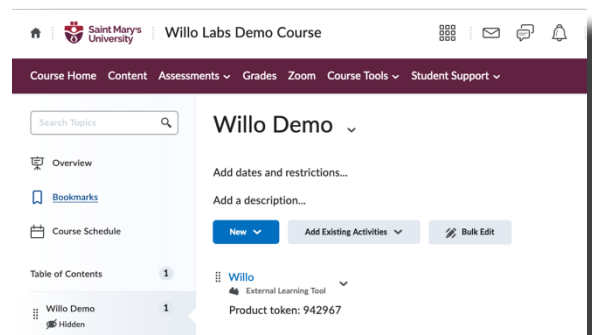 Saint Mary's
University
Willo Labs Demo Course
Course Home Content Assessments Grades Zoom Course Tools Student Support
Search Topics
Overview
Bookmarks
Course Schedule
Table of Contents 1
Willo Demo 1
Hidden
Willo Demo
Add dates and restrictions...
Add a description...
New Add Existing Activities Bulk Edit
Willo
External Learning Tool
Product token: 942967